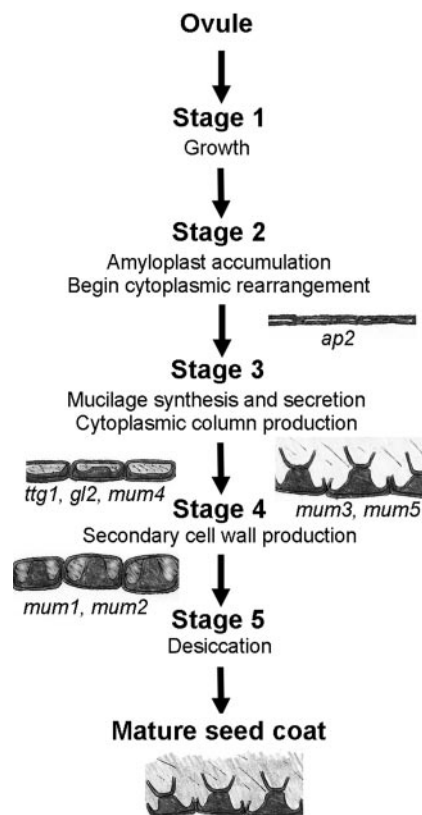 Ovule
Stage 1
Growth
Stage 2
Amyloplast accumulation
Begin cytoplasmic rearrangement
ap2
Stage 3
Mucilage synthesis and secretion
Cytoplasmic column production
ttg1, gl2, mum4
mum3, mum5
Stage 4
Secondary cell wall production
mum1, mum2
Stage 5
Desiccation
Mature seed coat